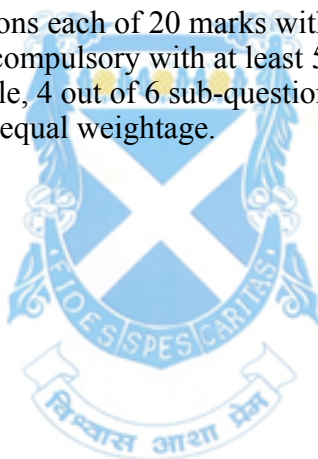 ons each of 20 marks with
compulsory with at least 5
le, 4 out of 6 sub-question
equal weightage.
FIDES SPES CARITAS
विश्वास आशा प्रेम